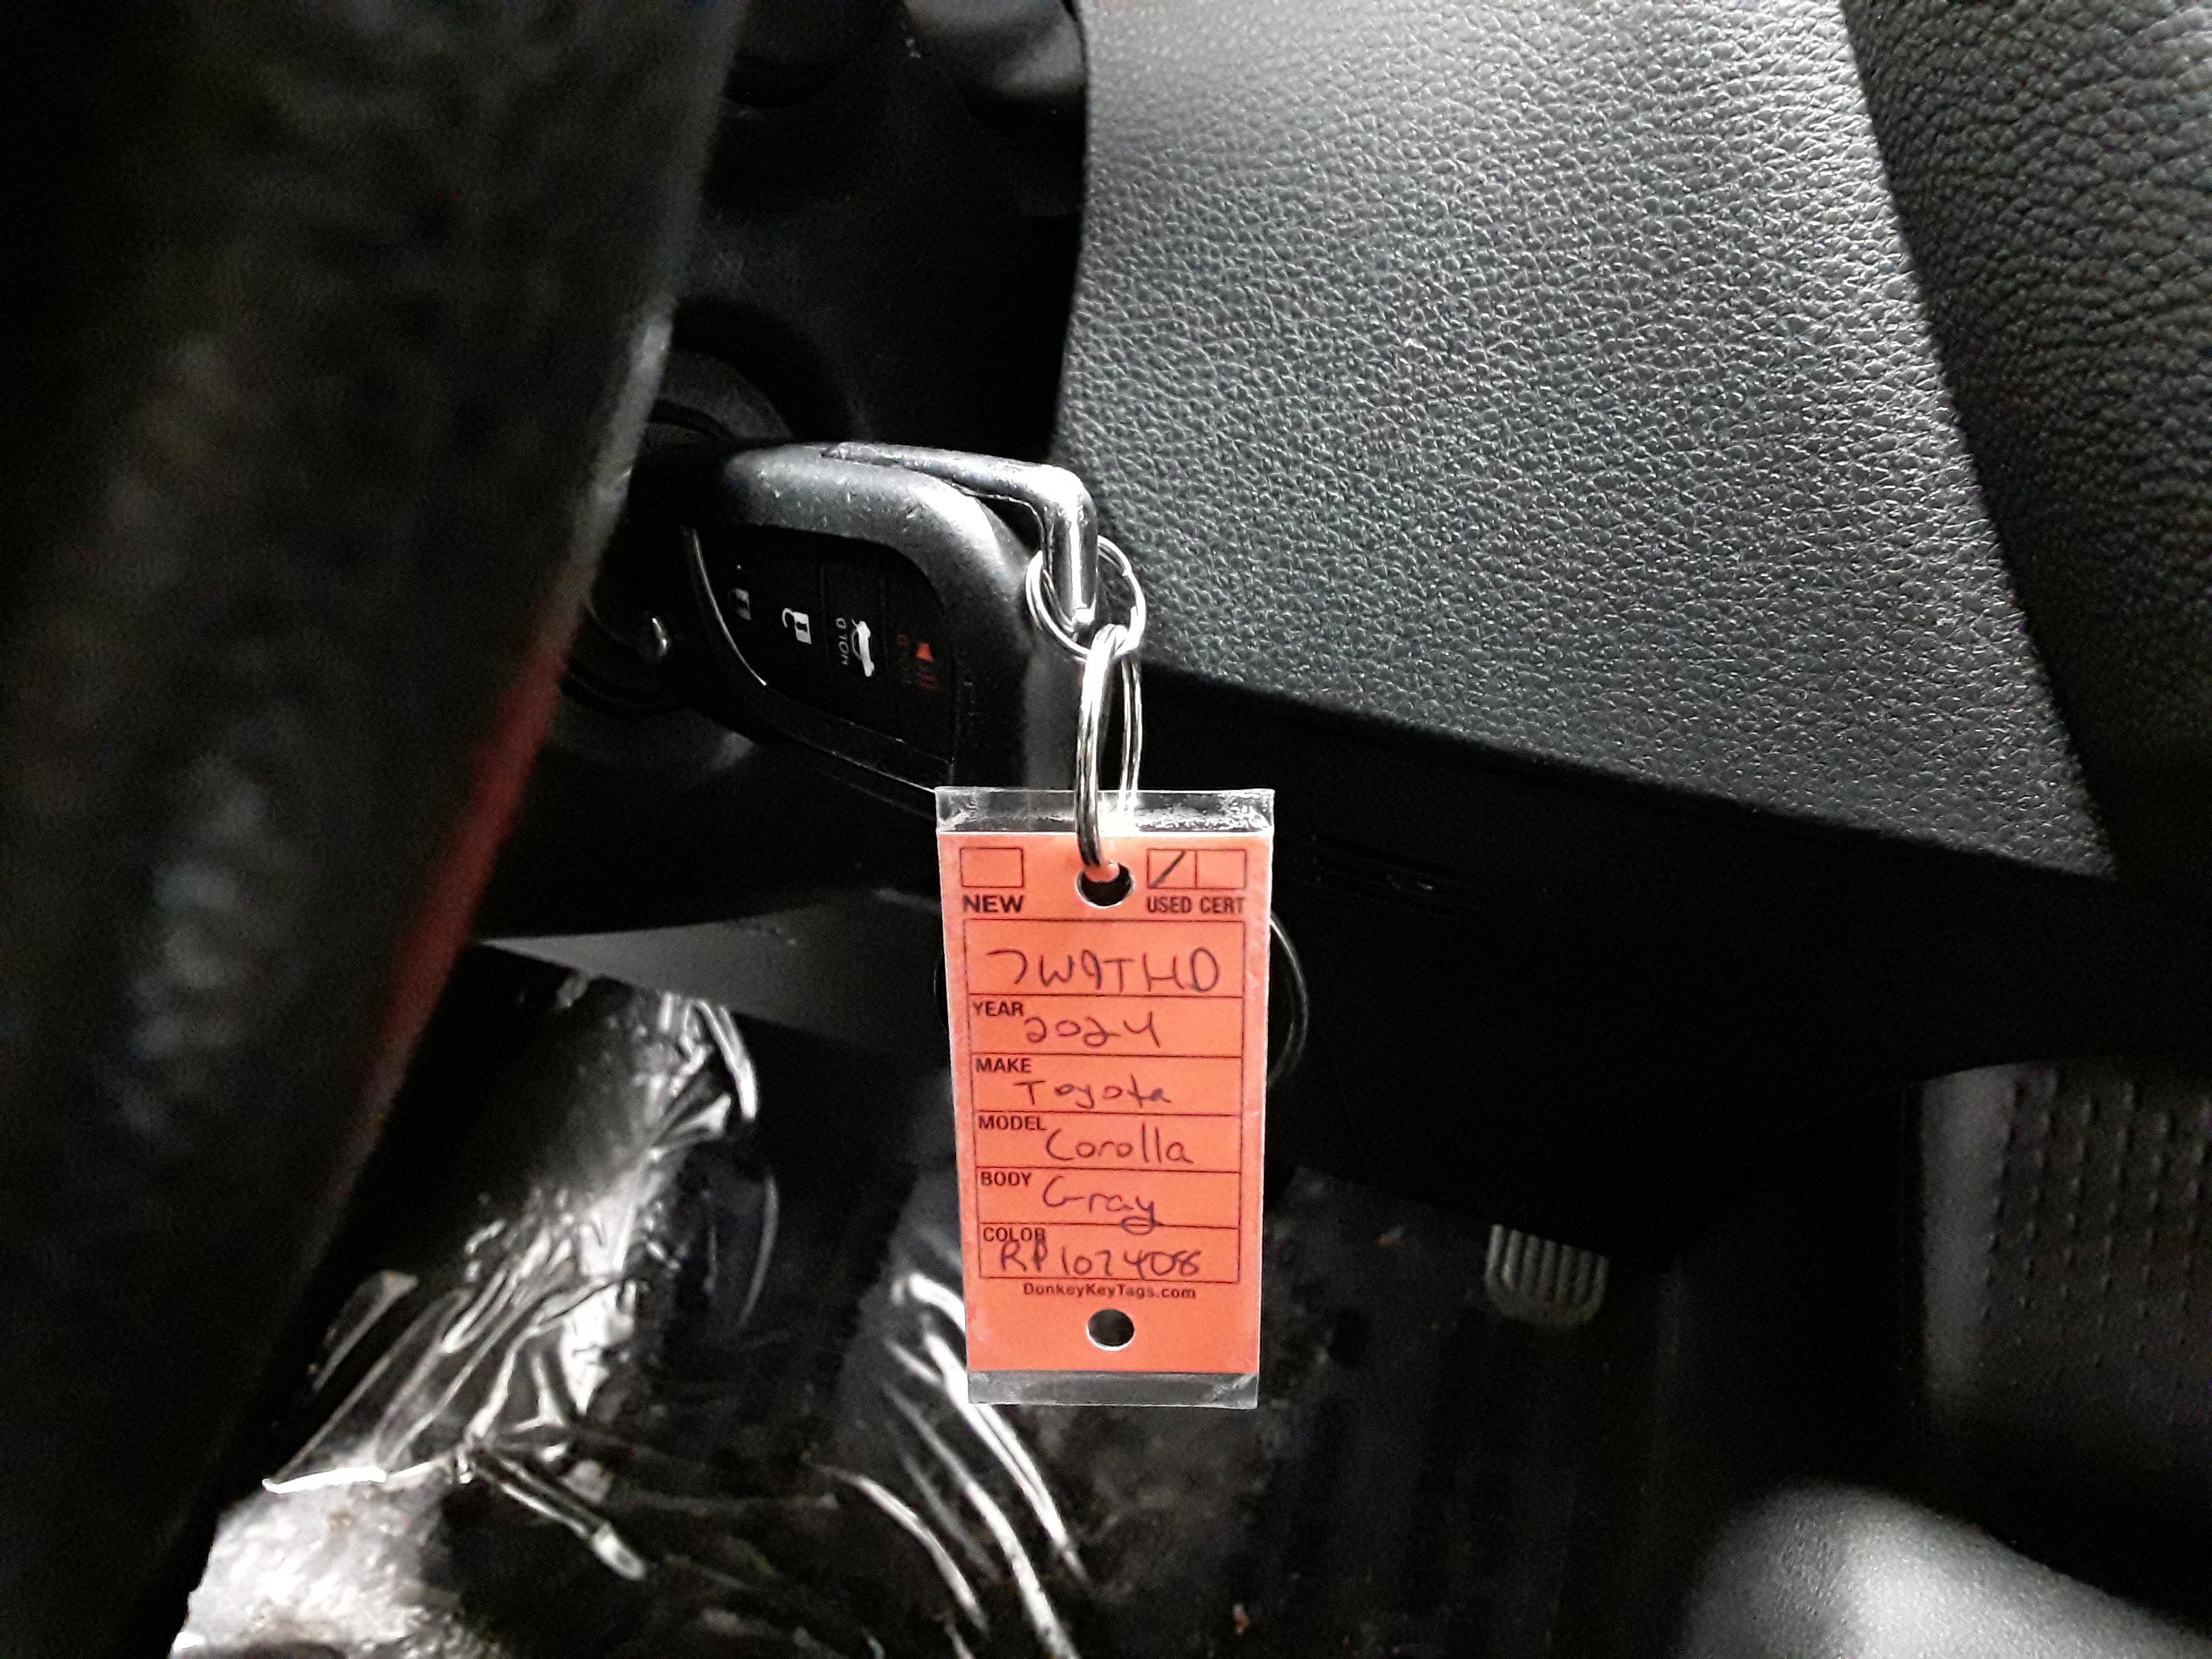 NEW USED CERT
7W9THD
YEAR 2024
MAKE Toyota
MODEL Corolla
BODY Gray
COLOR RP107408
DonkeyKeyTags.com
HOLD